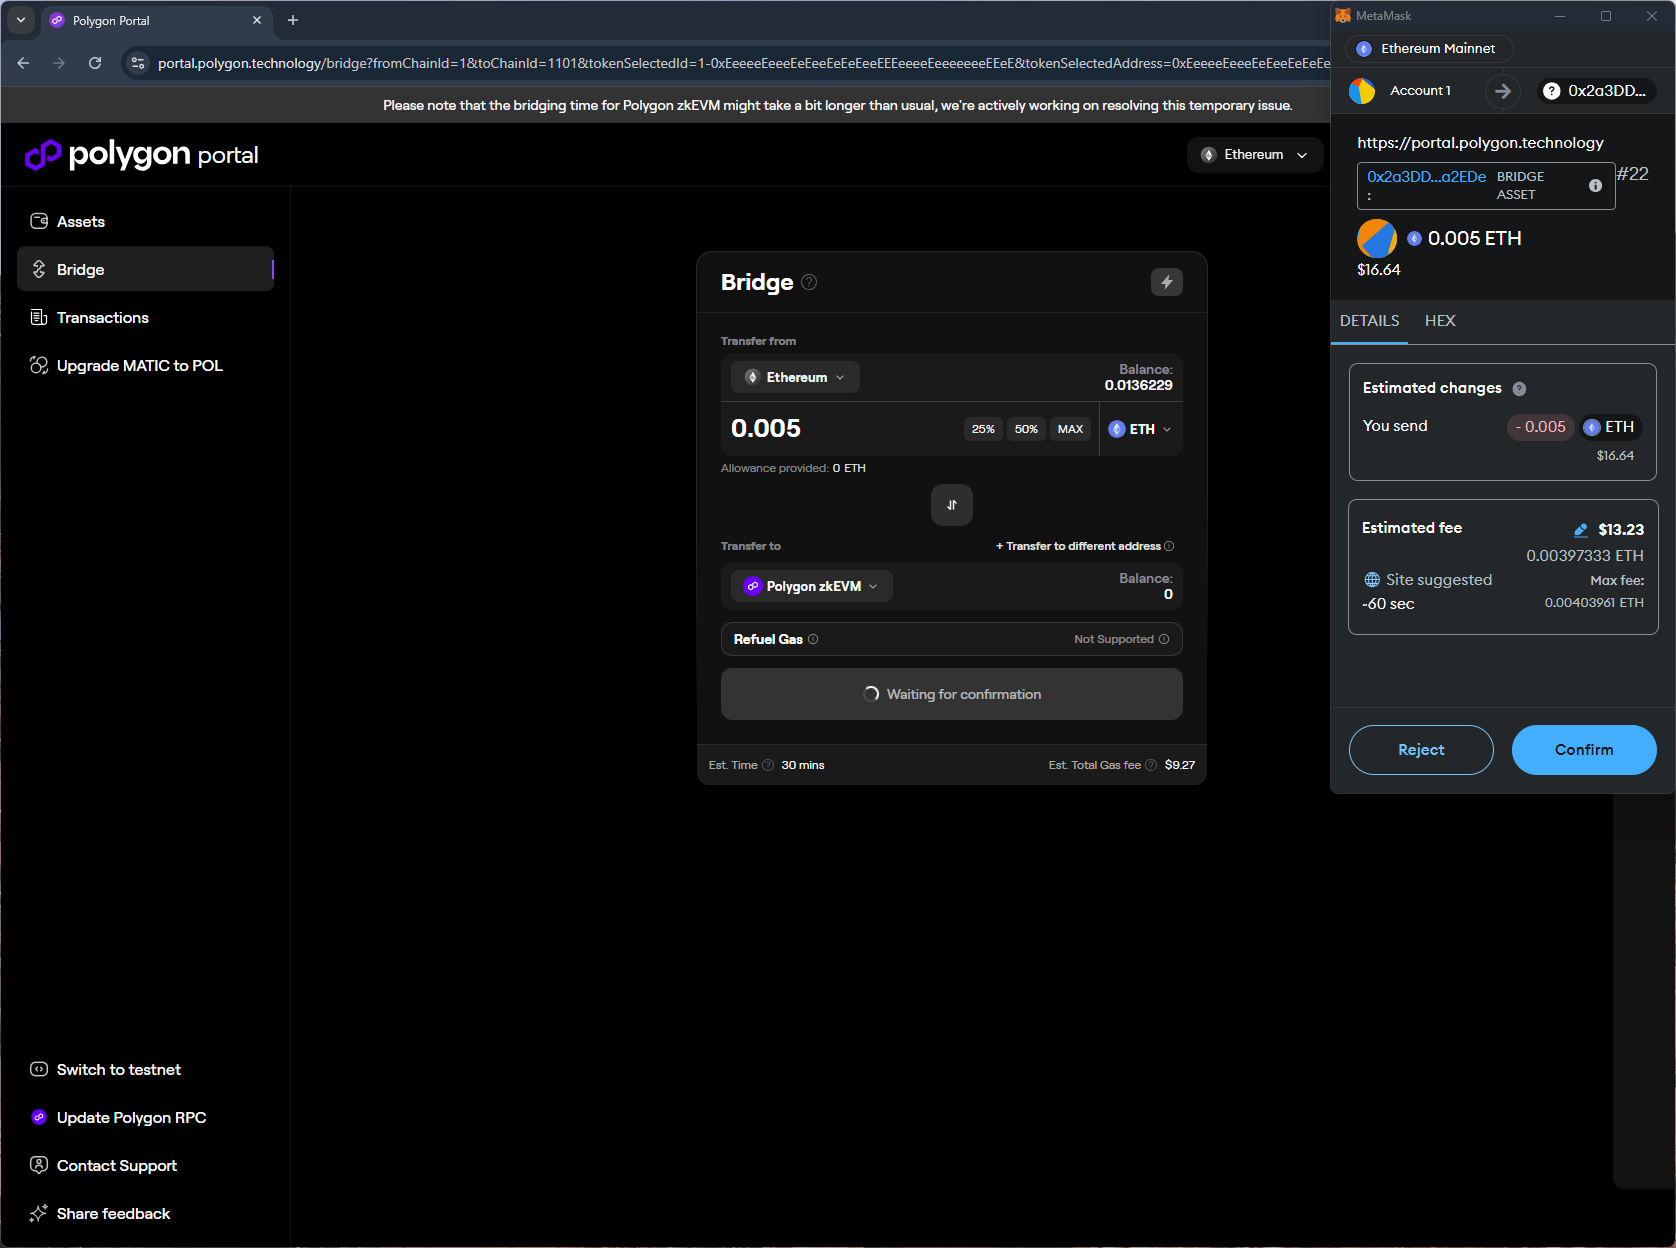 Polygon Portal
portal.polygon.technology/bridge?fromChainId=1&toChainId=1101&tokenSelectedId=1-0xEeeeeEeeeEeEeeEeEeEeeEEEeeeeEeeeeeeeEEeE&tokenSelectedAddress=0xEeeeeEeeeEeEeeEeEeEe
Please note that the bridging time for Polygon zkEVM might take a bit longer than usual, we're actively working on resolving this temporary issue.
polygon portal
Ethereum
Assets
Bridge
Transactions
Upgrade MATIC to POL
Switch to testnet
Update Polygon RPC
Contact Support
Share feedback
Bridge
Transfer from
Ethereum
Balance:
0.0136229
0.005
25%
50%
MAX
ETH
Allowance provided: 0 ETH
Transfer to
+ Transfer to different address
Polygon zkEVM
Balance:
0
Refuel Gas
Not Supported
Waiting for confirmation
Est. Time 30 mins
Est. Total Gas fee $9.27
MetaMask
Ethereum Mainnet
Account 1
0x2a3DD...
https://portal.polygon.technology
0x2a3DD...a2EDe
:
BRIDGE
ASSET
#22
0.005 ETH
$16.64
DETAILS
HEX
Estimated changes
You send
- 0.005
ETH
$16.64
Estimated fee
$13.23
0.00397333 ETH
Site suggested
Max fee:
~60 sec
0.00403961 ETH
Reject
Confirm